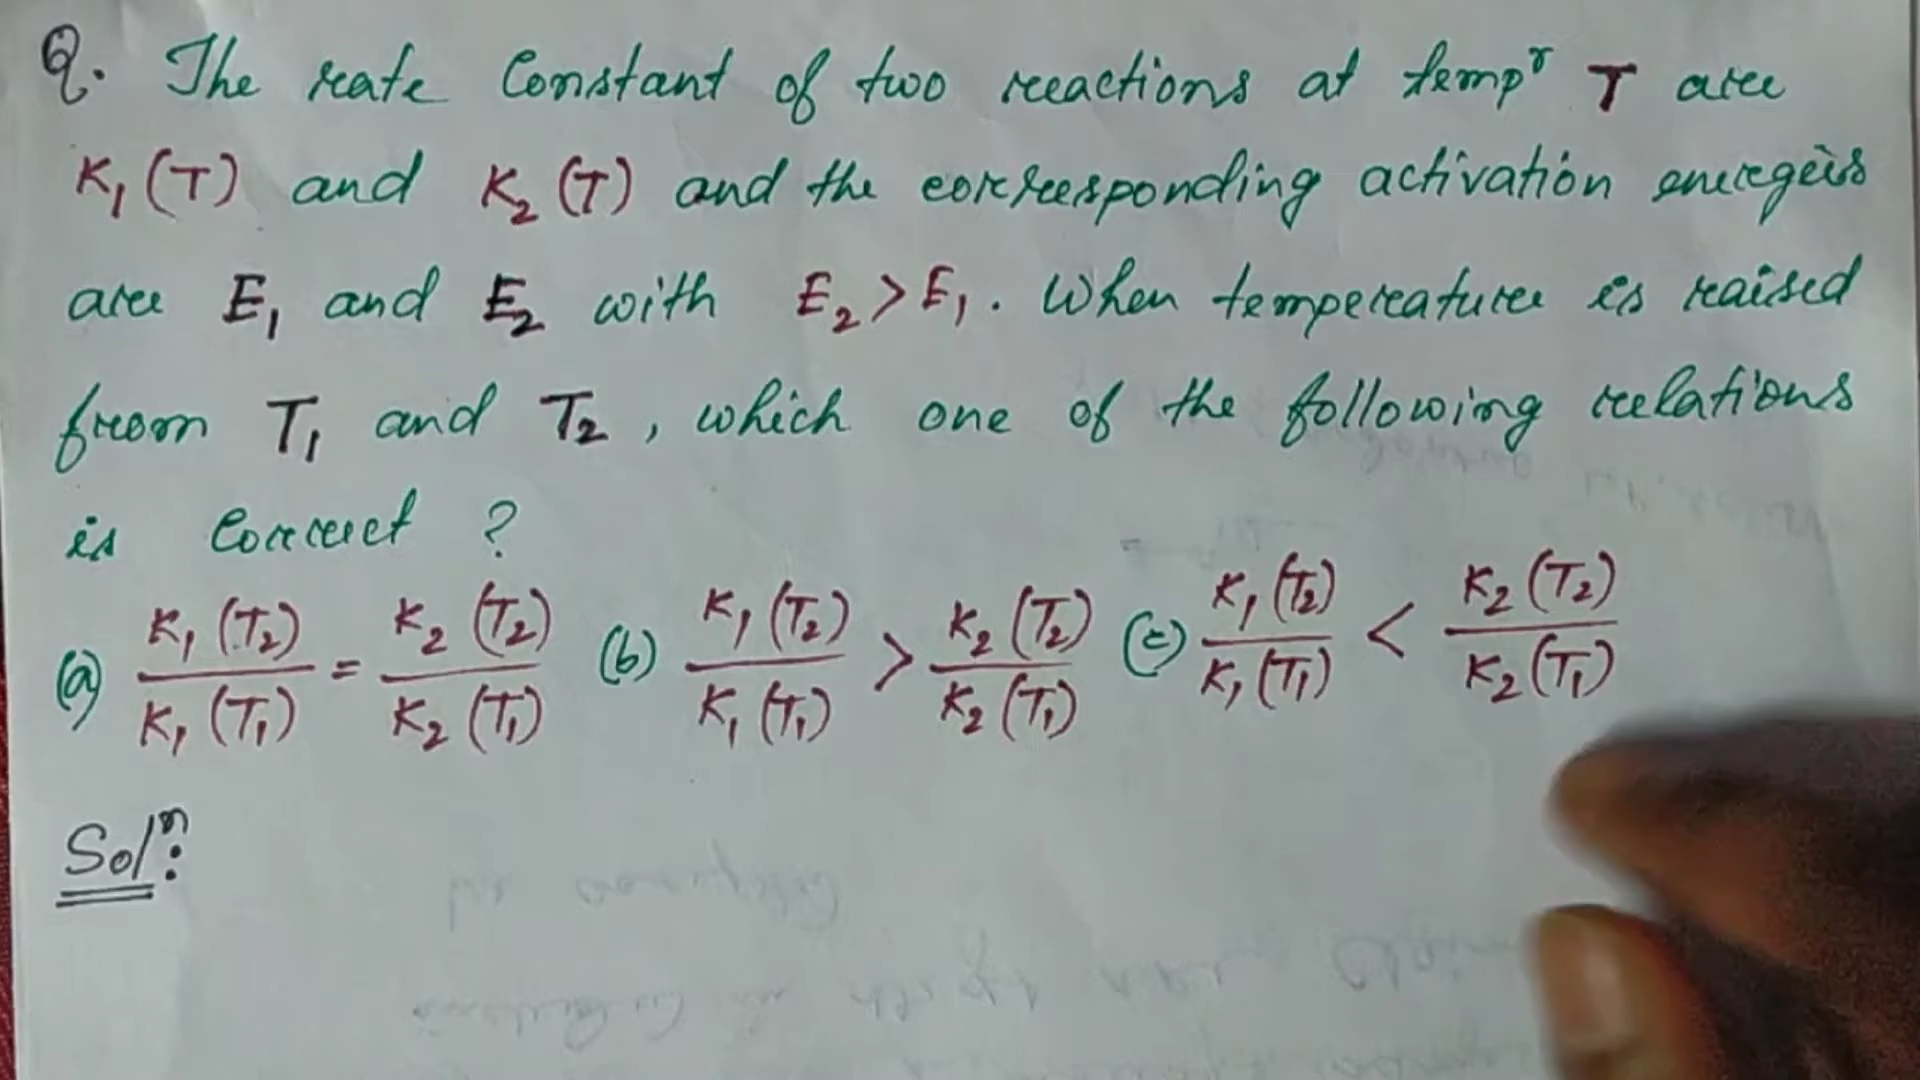 Q. The rate Constant of two reactions at temp^r T are
K₁(T) and K₂(T) and the corresponding activation energeis
are E₁ and E₂ with E₂>E₁. When temperature is raised
from T₁ and T₂, which one of the following relations
is Correct ?
(a) K₁(T₂)/K₁(T₁) = K₂(T₂)/K₂(T₁) (b) K₁(T₂)/K₁(T₁) > K₂(T₂)/K₂(T₁) (c) K₁(T₂)/K₁(T₁) < K₂(T₂)/K₂(T₁)
Solⁿ: